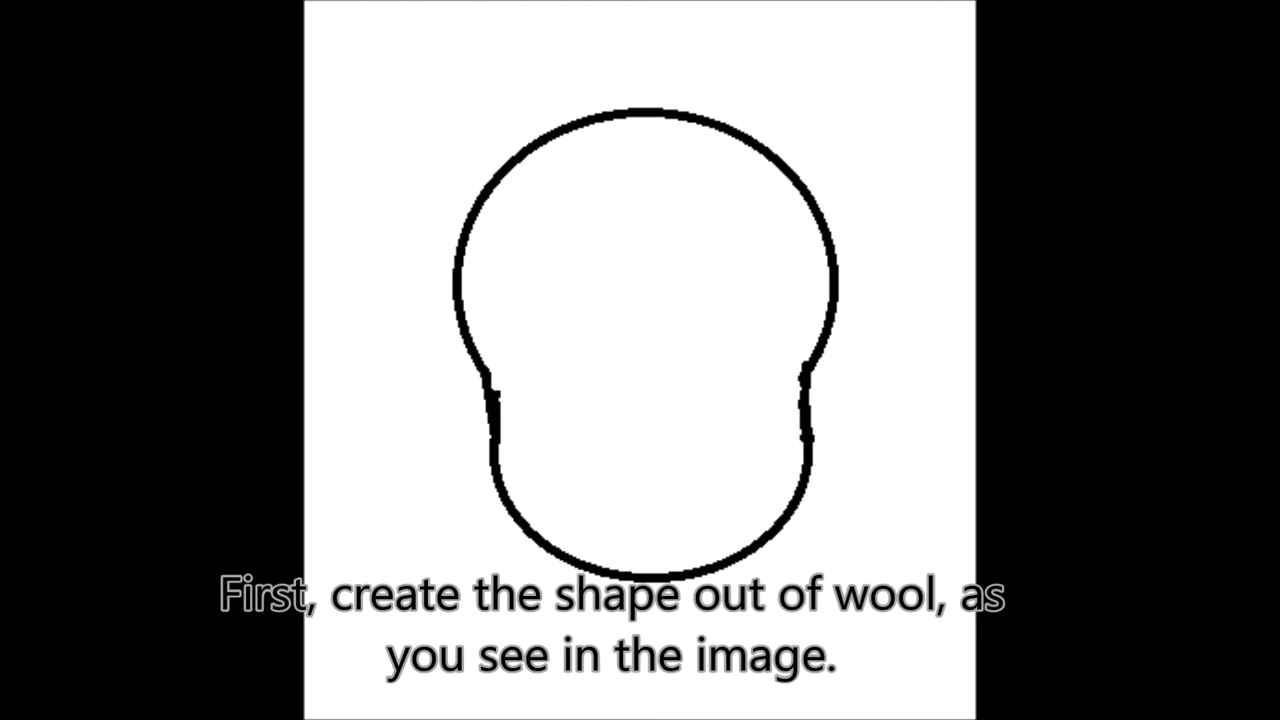 First, create the shape out of wool, as
you see in the image.